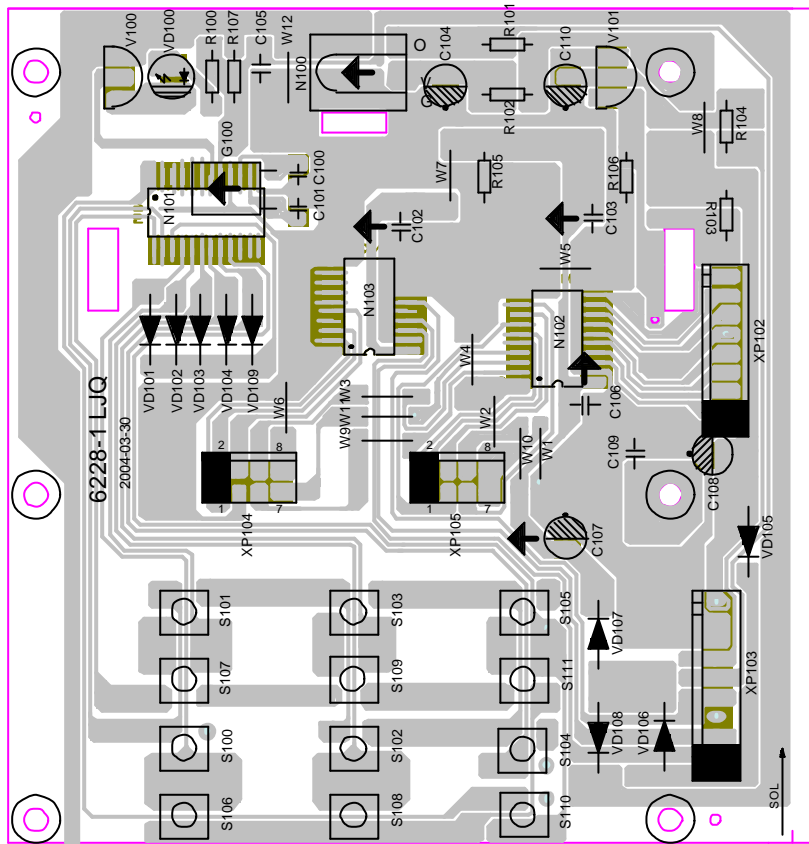 V100
VD100
R100
R107
C105
W12
N100
O
G
V
C104
R101
R102
C110
V101
W8
R104
G100
N101
C100
C101
W7
R105
R106
C102
C103
R103
N103
W5
N102
XP102
VD101
VD102
VD103
VD104
VD109
W6
W3
W11
W9
W4
W2
W10
W1
C106
C109
C108
6228-1 LJQ
2004-03-30
2
8
1
7
XP104
2
8
1
7
XP105
C107
VD105
S101
S103
S105
VD107
S107
S109
S111
XP103
S100
S102
S104
VD108
VD106
S106
S108
S110
SOL